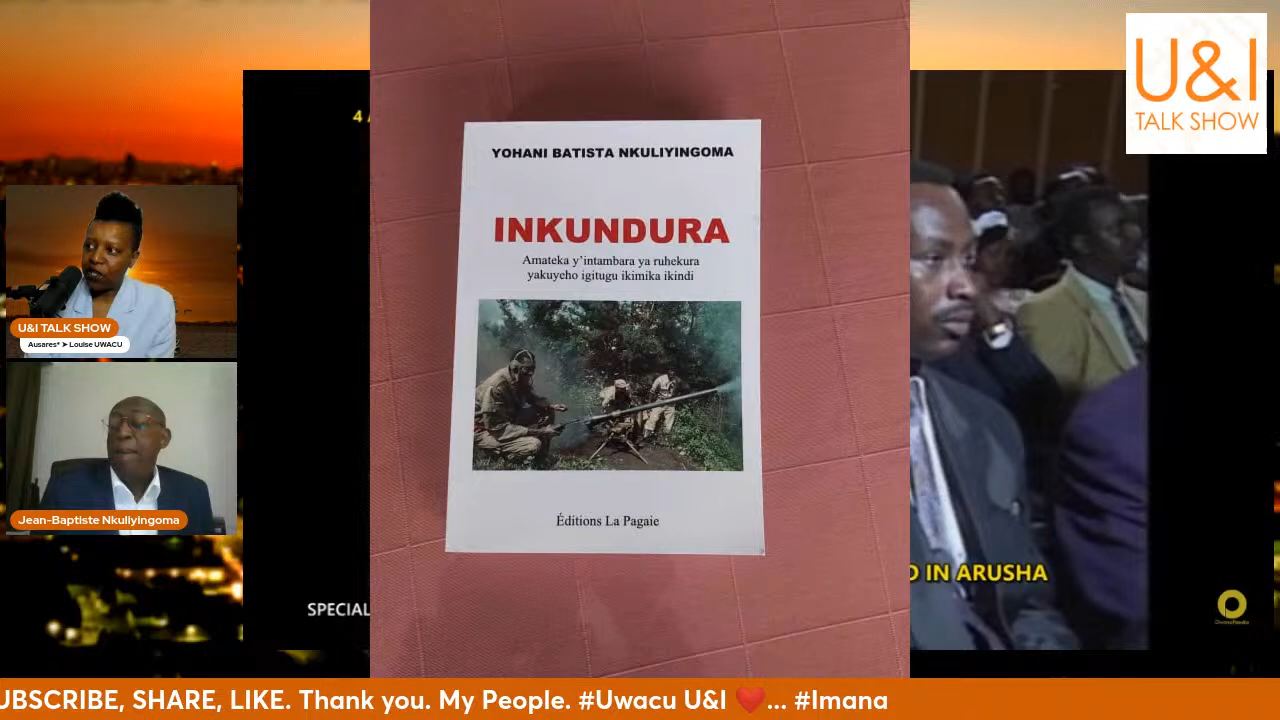 U&I
TALK SHOW
4
YOHANI BATISTA NKULIYINGOMA
INKUNDURA
Amateka y'intambara ya ruhekura
yakuyeho igitugu ikimika ikindi
Éditions La Pagaie
U&I TALK SHOW
Ausares* ➤ Louise UWACU
Jean-Baptiste Nkuliyingoma
IN ARUSHA
SPECIAL
UBSCRIBE, SHARE, LIKE. Thank you. My People. #Uwacu U&I ❤️... #Imana